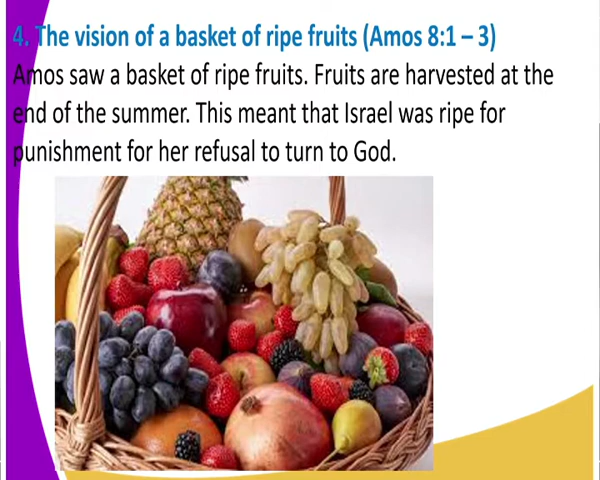 4. The vision of a basket of ripe fruits (Amos 8:1 – 3)
Amos saw a basket of ripe fruits. Fruits are harvested at the
end of the summer. This meant that Israel was ripe for
punishment for her refusal to turn to God.